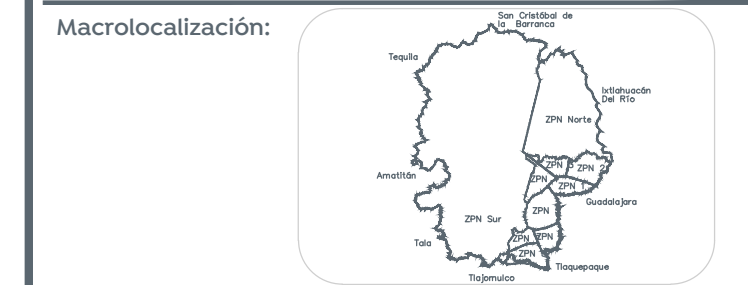 Macrolocalización:
San Cristóbal de
la Barranca
Tequila
Ixtlahuacán
Del Río
ZPN Norte
ZPN 3
ZPN 2
Amatitán
ZPN
ZPN 1
Guadalajara
ZPN
ZPN Sur
ZPN
ZPN
Tala
ZPN
Tlaquepaque
Tlajomulco